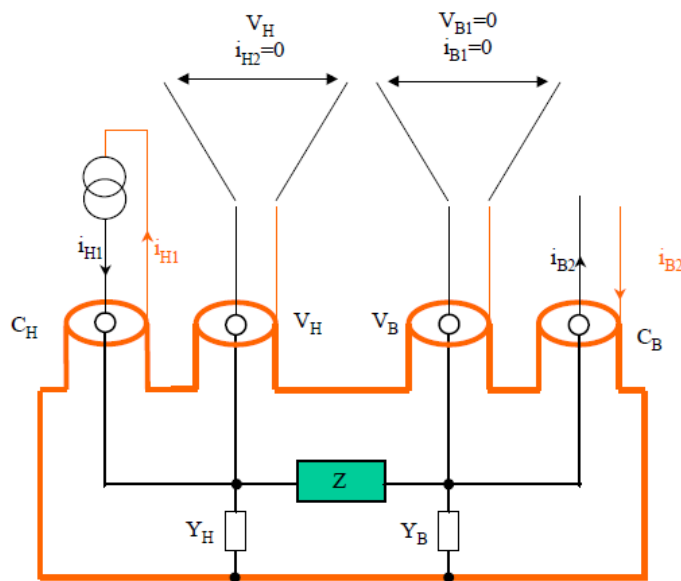 V_H
i_H2=0
V_B1=0
i_B1=0
i_H1
i_H1
i_B2
i_B2
C_H
V_H
V_B
C_B
Z
Y_H
Y_B